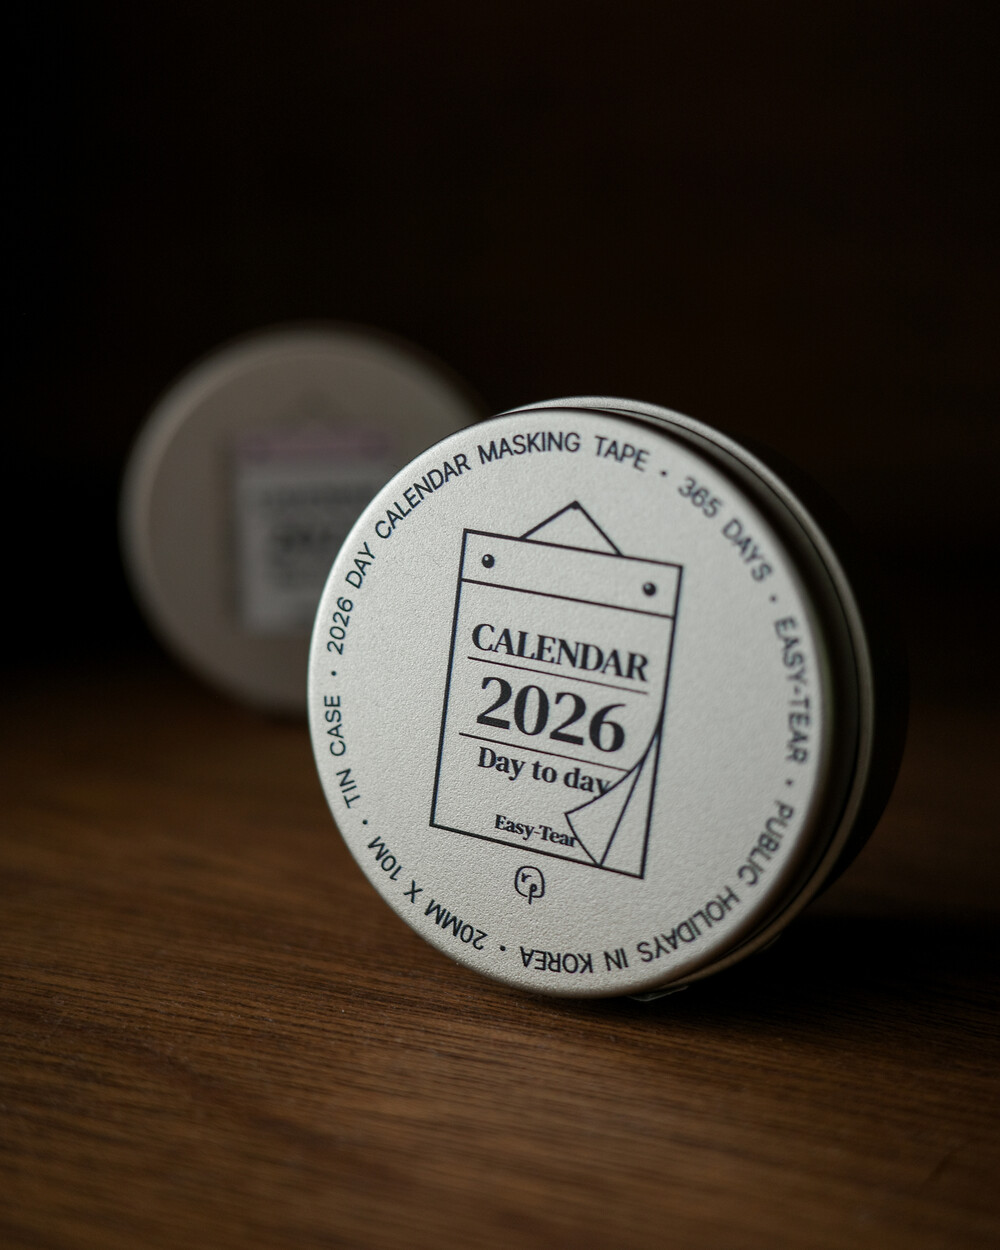 2026 DAY CALENDAR MASKING TAPE • 365 DAYS • EASY-TEAR • PUBLIC HOLIDAYS IN KOREA • 20MM X 10M • TIN CASE •
CALENDAR
2026
Day to day
Easy-Tear